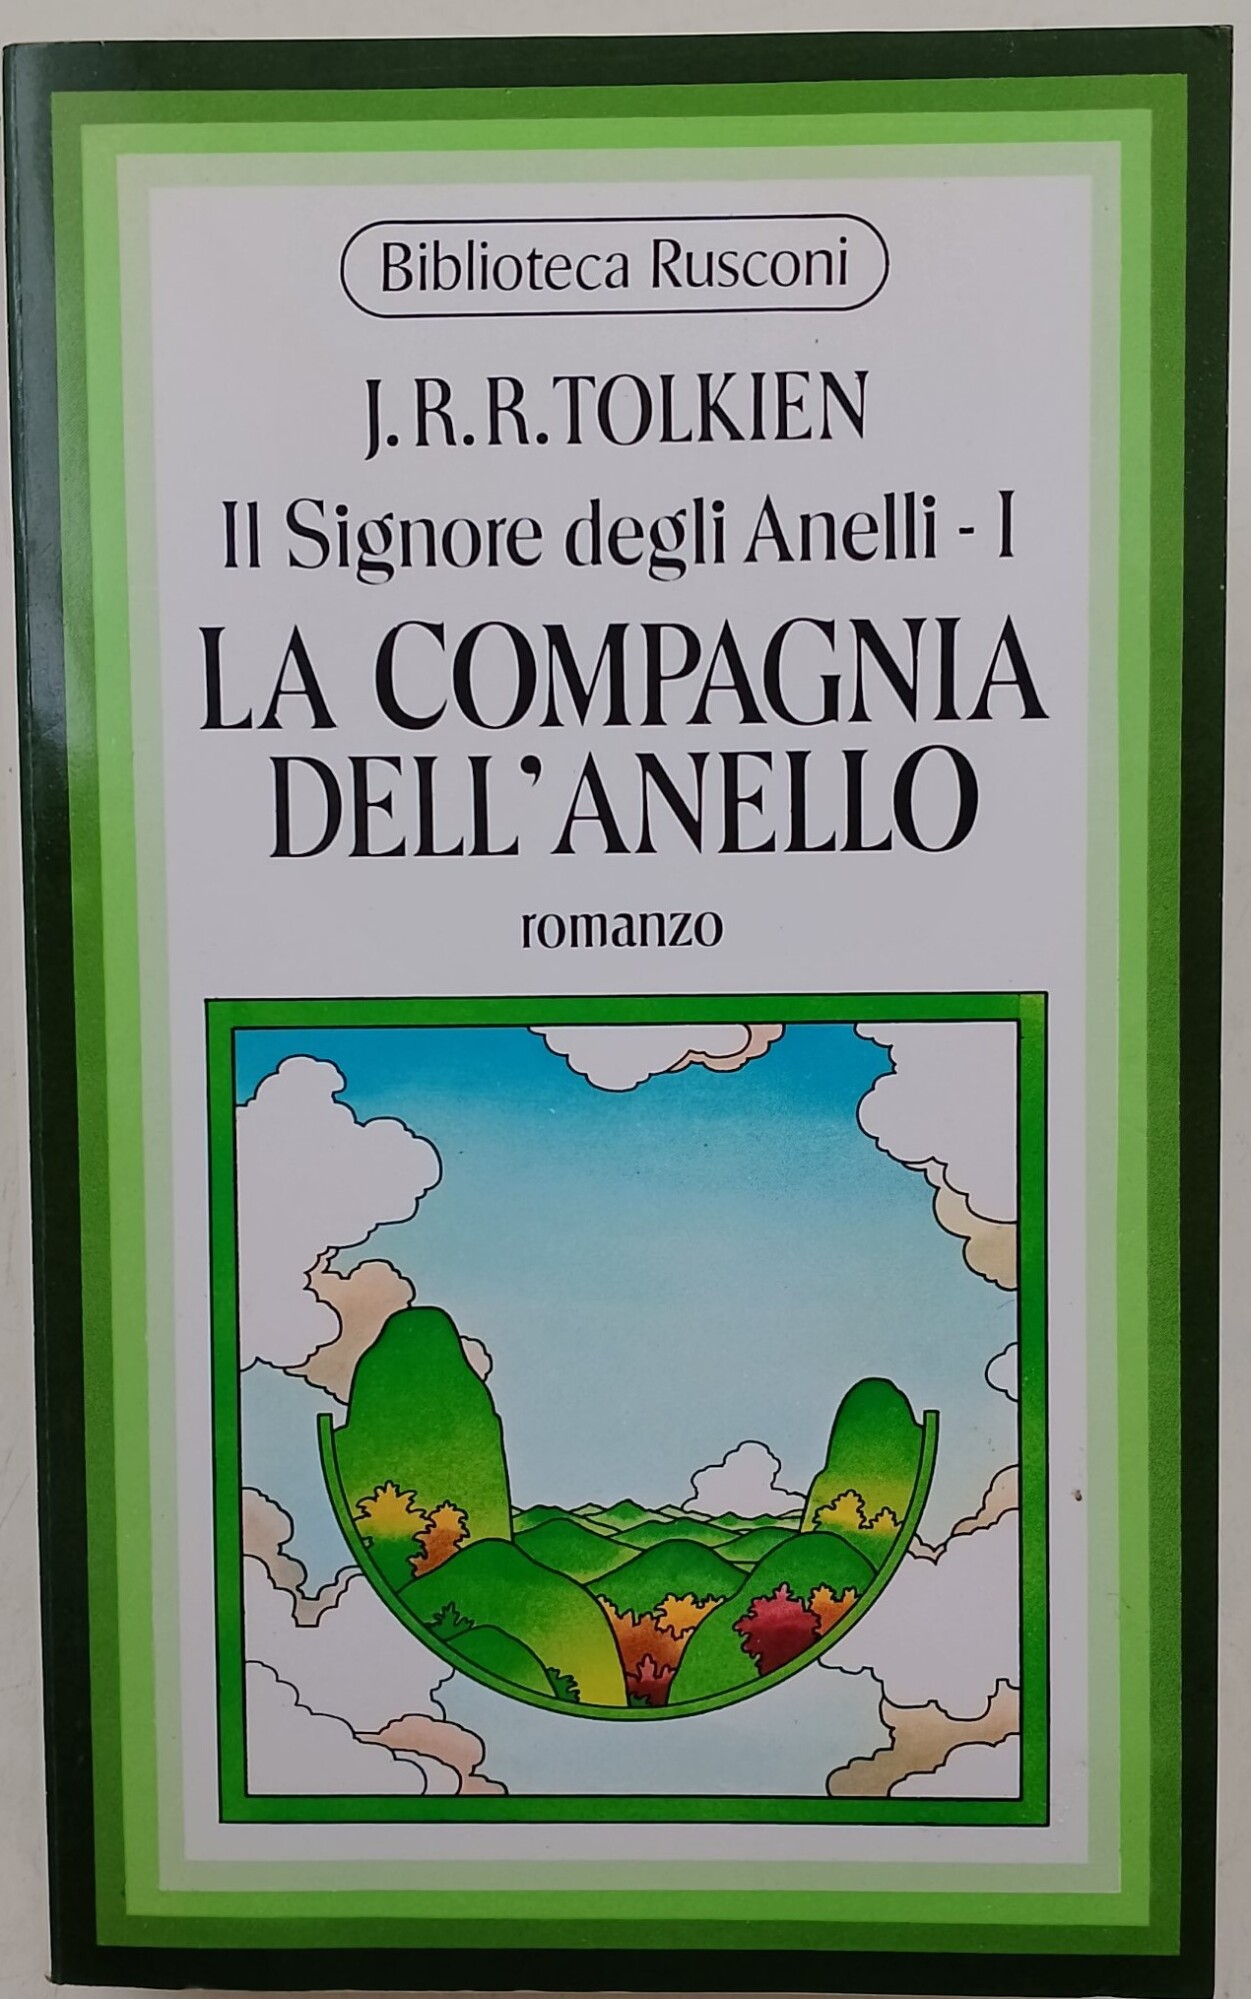 Biblioteca Rusconi
J.R.R.TOLKIEN
Il Signore degli Anelli - I
LA COMPAGNIA
DELL'ANELLO
romanzo